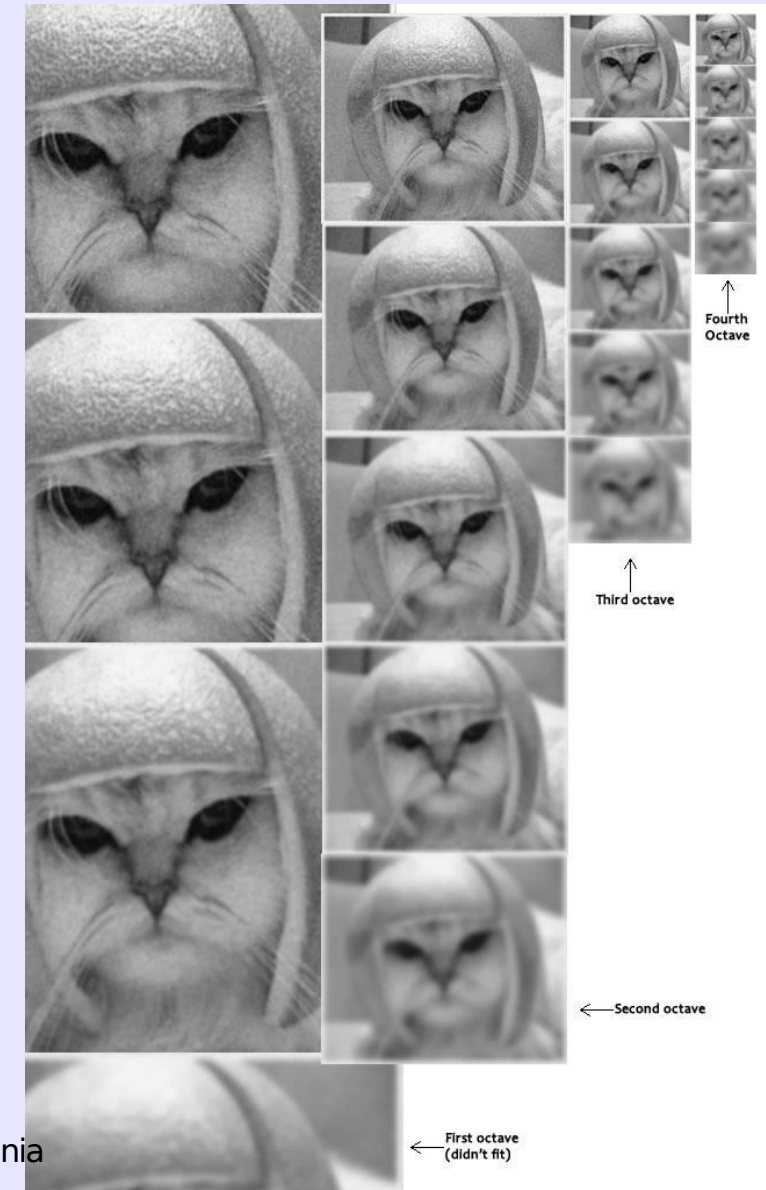 Fourth
Octave
Third octave
Second octave
First octave
(didn't fit)
nia